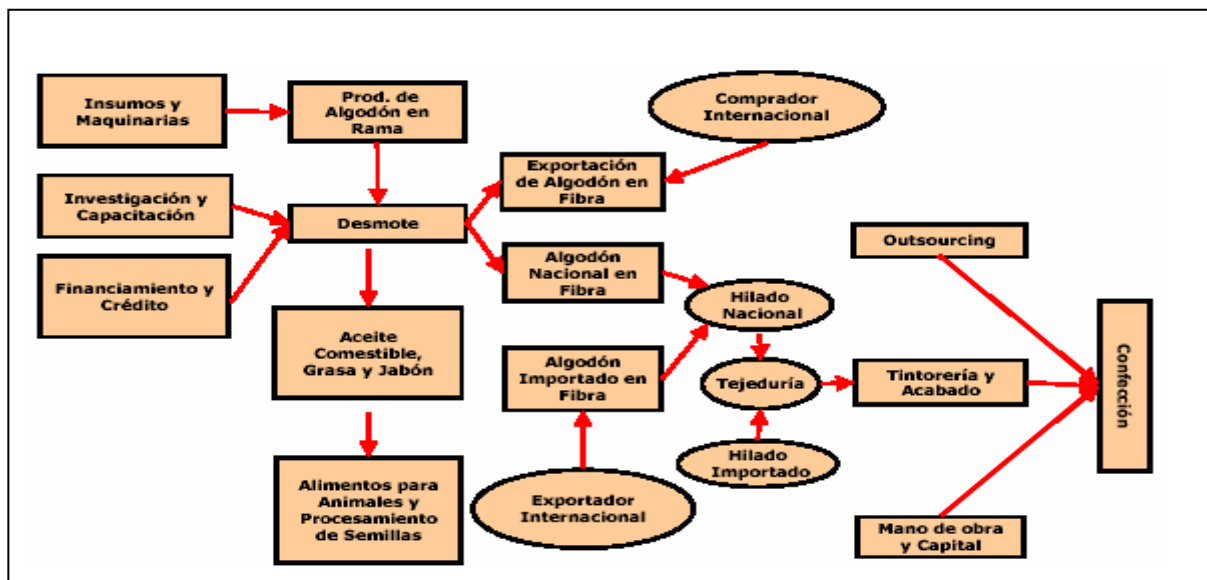 Insumos y
Maquinarias
Prod. de
Algodón en
Rama
Comprador
Internacional
Investigación y
Capacitación
Desmote
Exportación
de Algodón en
Fibra
Financiamiento y
Crédito
Algodón
Nacional en
Fibra
Outsourcing
Hilado
Nacional
Aceite
Comestible,
Grasa y Jabón
Algodón
Importado en
Fibra
Tejeduría
Tintorería y
Acabado
Confección
Hilado
Importado
Alimentos para
Animales y
Procesamiento
de Semillas
Exportador
Internacional
Mano de obra
y Capital